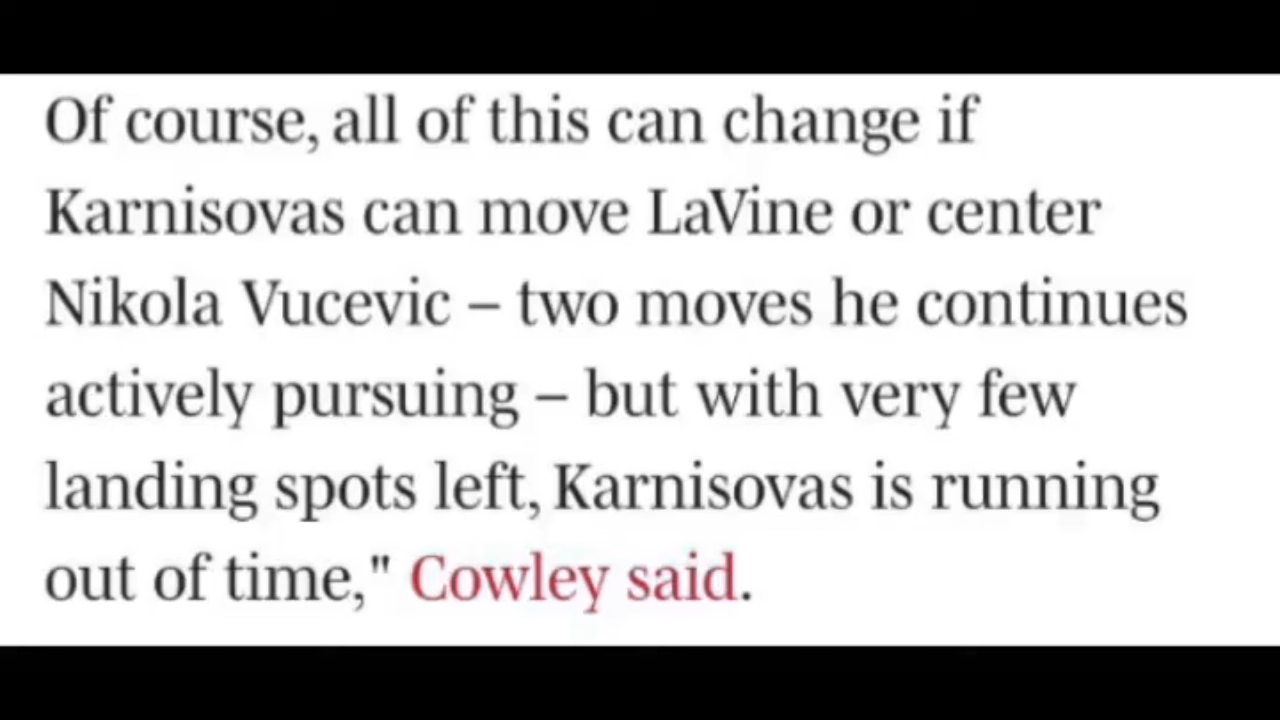 Of course, all of this can change if
Karnisovas can move LaVine or center
Nikola Vucevic – two moves he continues
actively pursuing – but with very few
landing spots left, Karnisovas is running
out of time," Cowley said.